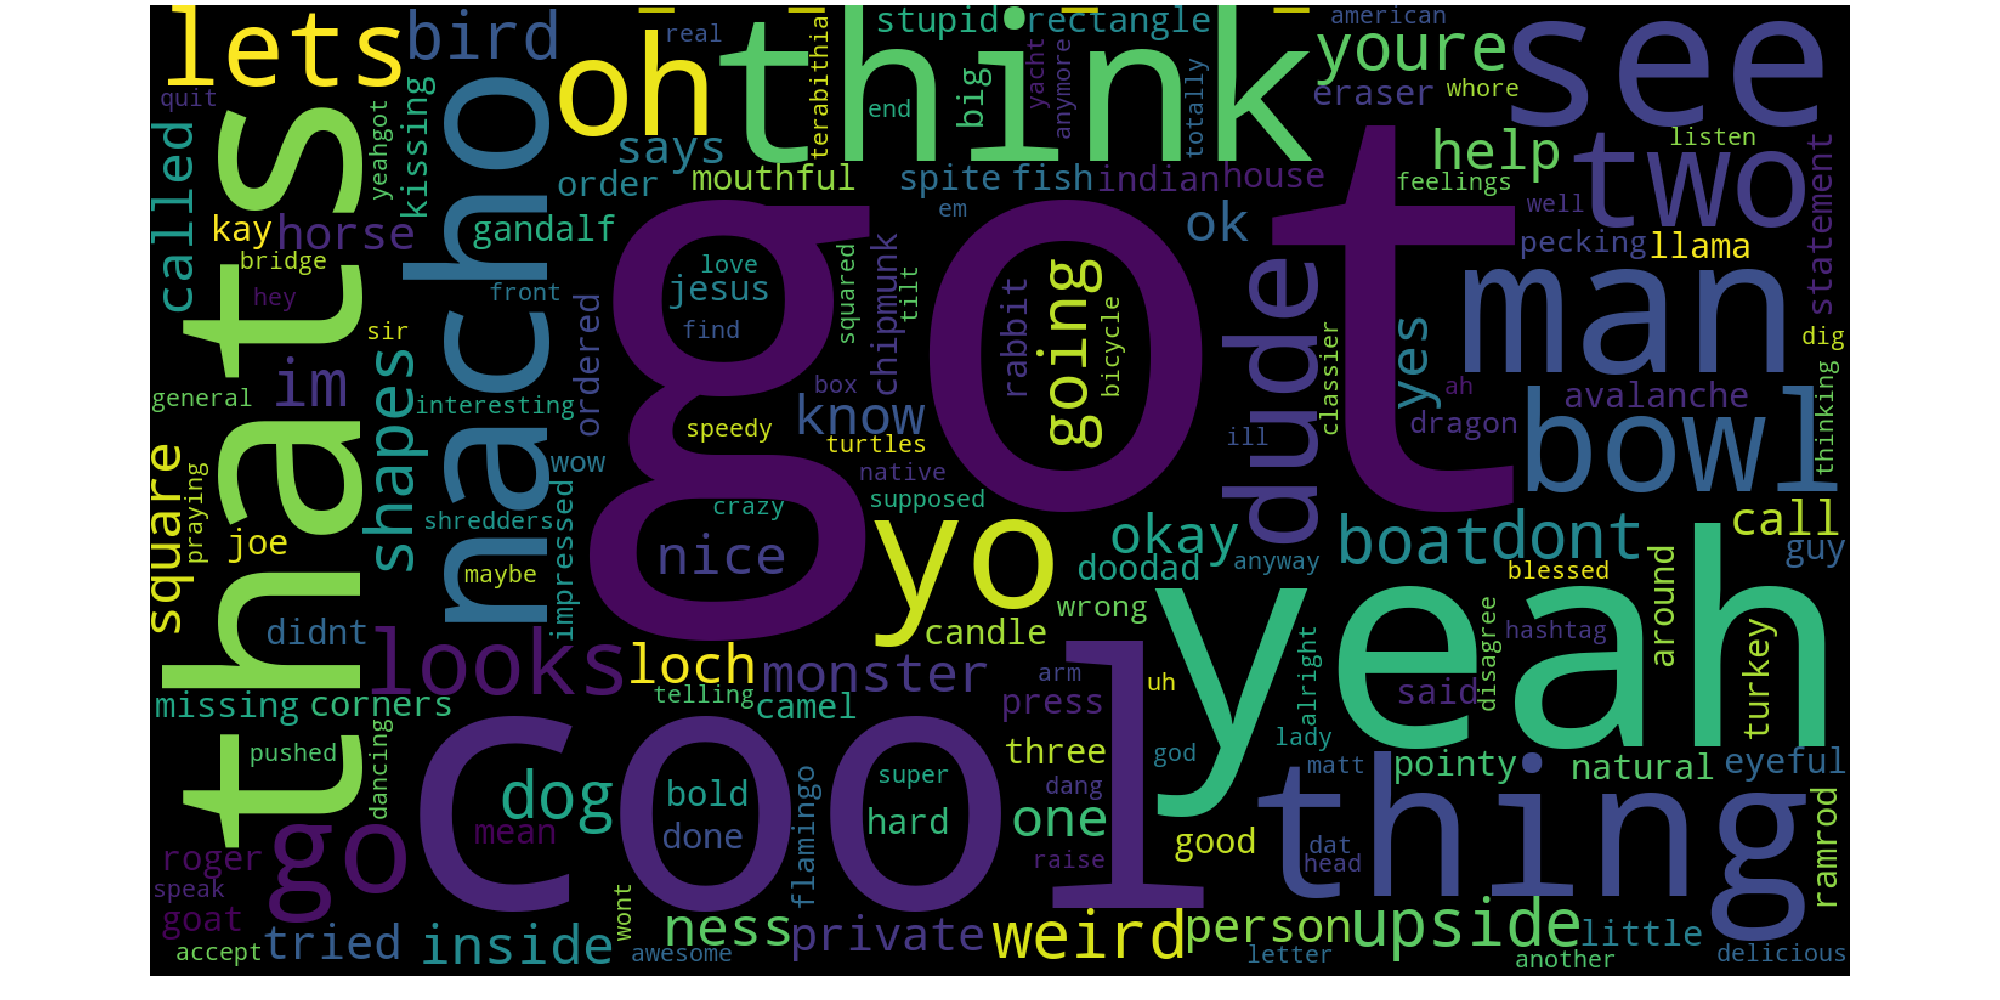 lets
bird
oh
real
think
terabithia
stupid
rectangle
american
youre
see
quit
thats
yeahgot
kissing
nacho
says
end
big
yacht
anymore
totally
eraser
whore
listen
called
order
mouthful
spite
fish
indian
house
help
feelings
two
statement
kay
horse
gandalf
em
ok
well
pecking
llama
bridge
hey
front
got
love
jesus
find
squared
chipmunk
tilt
rabbit
going
bicycle
dude
man
sir
dig
general
im
shapes
interesting
ordered
box
know
speedy
turtles
classier
yes
ah
dragon
avalanche
thinking
ill
bowl
square
praying
joe
shredders
wow
impressed
native
crazy
supposed
maybe
nice
yo
okay
doodad
anyway
boat
dont
call
guy
blessed
wrong
candle
yeah
hashtag
around
turkey
didnt
looks
loch
monster
telling
camel
arm
press
uh
alright
said
disagree
missing
corners
pushed
dancing
cool
three
god
lady
matt
pointy
natural
eyeful
dog
bold
super
dang
thing
mean
done
flamingo
hard
one
good
dat
head
ramrod
roger
go
raise
speak
goat
accept
tried
inside
wont
ness
awesome
private
weird
person
letter
upside
another
little
delicious